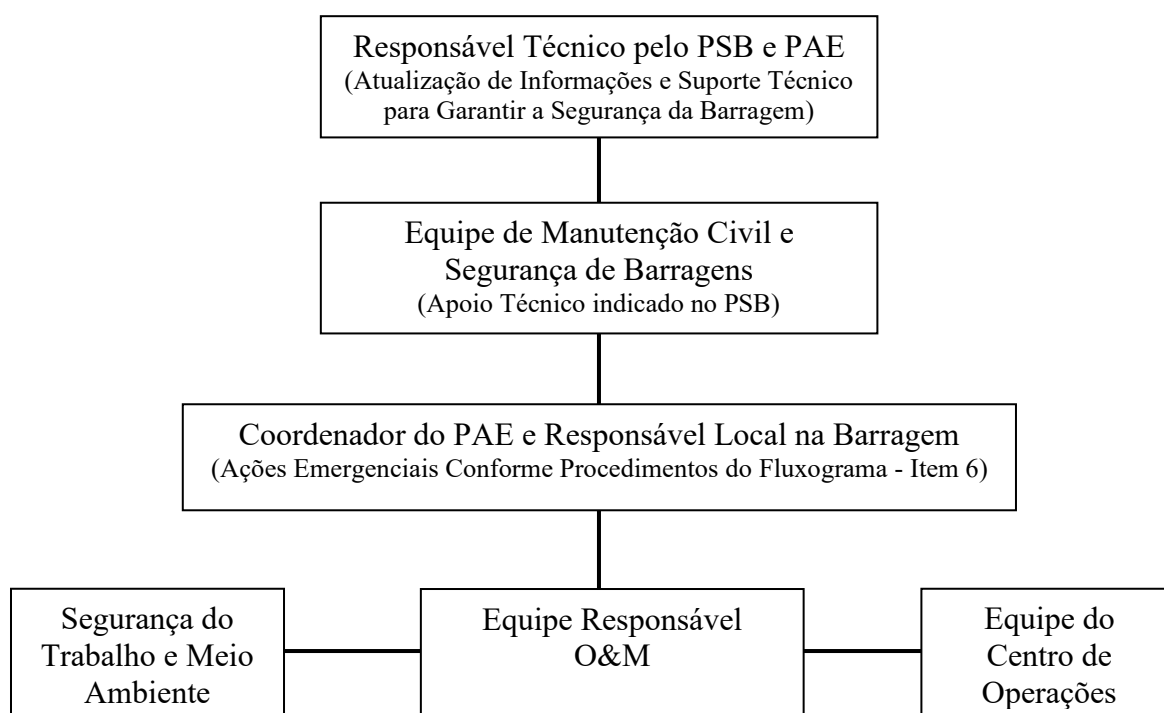 Responsável Técnico pelo PSB e PAE
(Atualização de Informações e Suporte Técnico
para Garantir a Segurança da Barragem)
Equipe de Manutenção Civil e
Segurança de Barragens
(Apoio Técnico indicado no PSB)
Coordenador do PAE e Responsável Local na Barragem
(Ações Emergenciais Conforme Procedimentos do Fluxograma - Item 6)
Segurança do
Trabalho e Meio
Ambiente
Equipe Responsável
O&M
Equipe do
Centro de
Operações